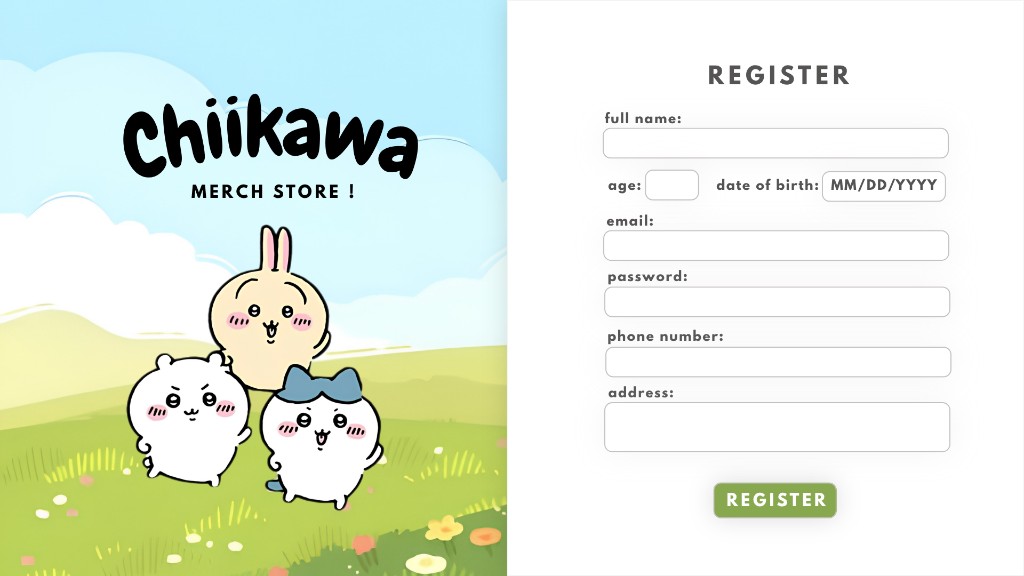 Chiikawa
MERCH STORE !
REGISTER
full name:
age:
date of birth: MM/DD/YYYY
email:
password:
phone number:
address:
REGISTER